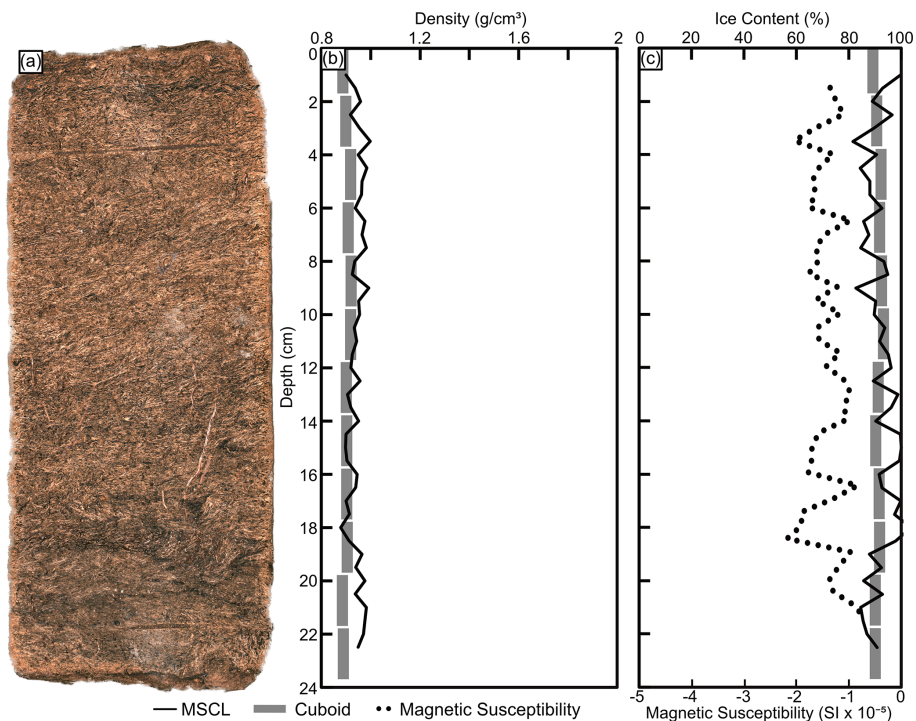 Density (g/cm³)
Ice Content (%)
0.8 1.2 1.6 2
0 20 40 60 80 100
(a)
(b)
(c)
0
2
4
6
8
10
12
14
16
18
20
22
24
Depth (cm)
-5 -4 -3 -2 -1 0
Magnetic Susceptibility (SI x 10⁻⁵)
MSCL Cuboid Magnetic Susceptibility